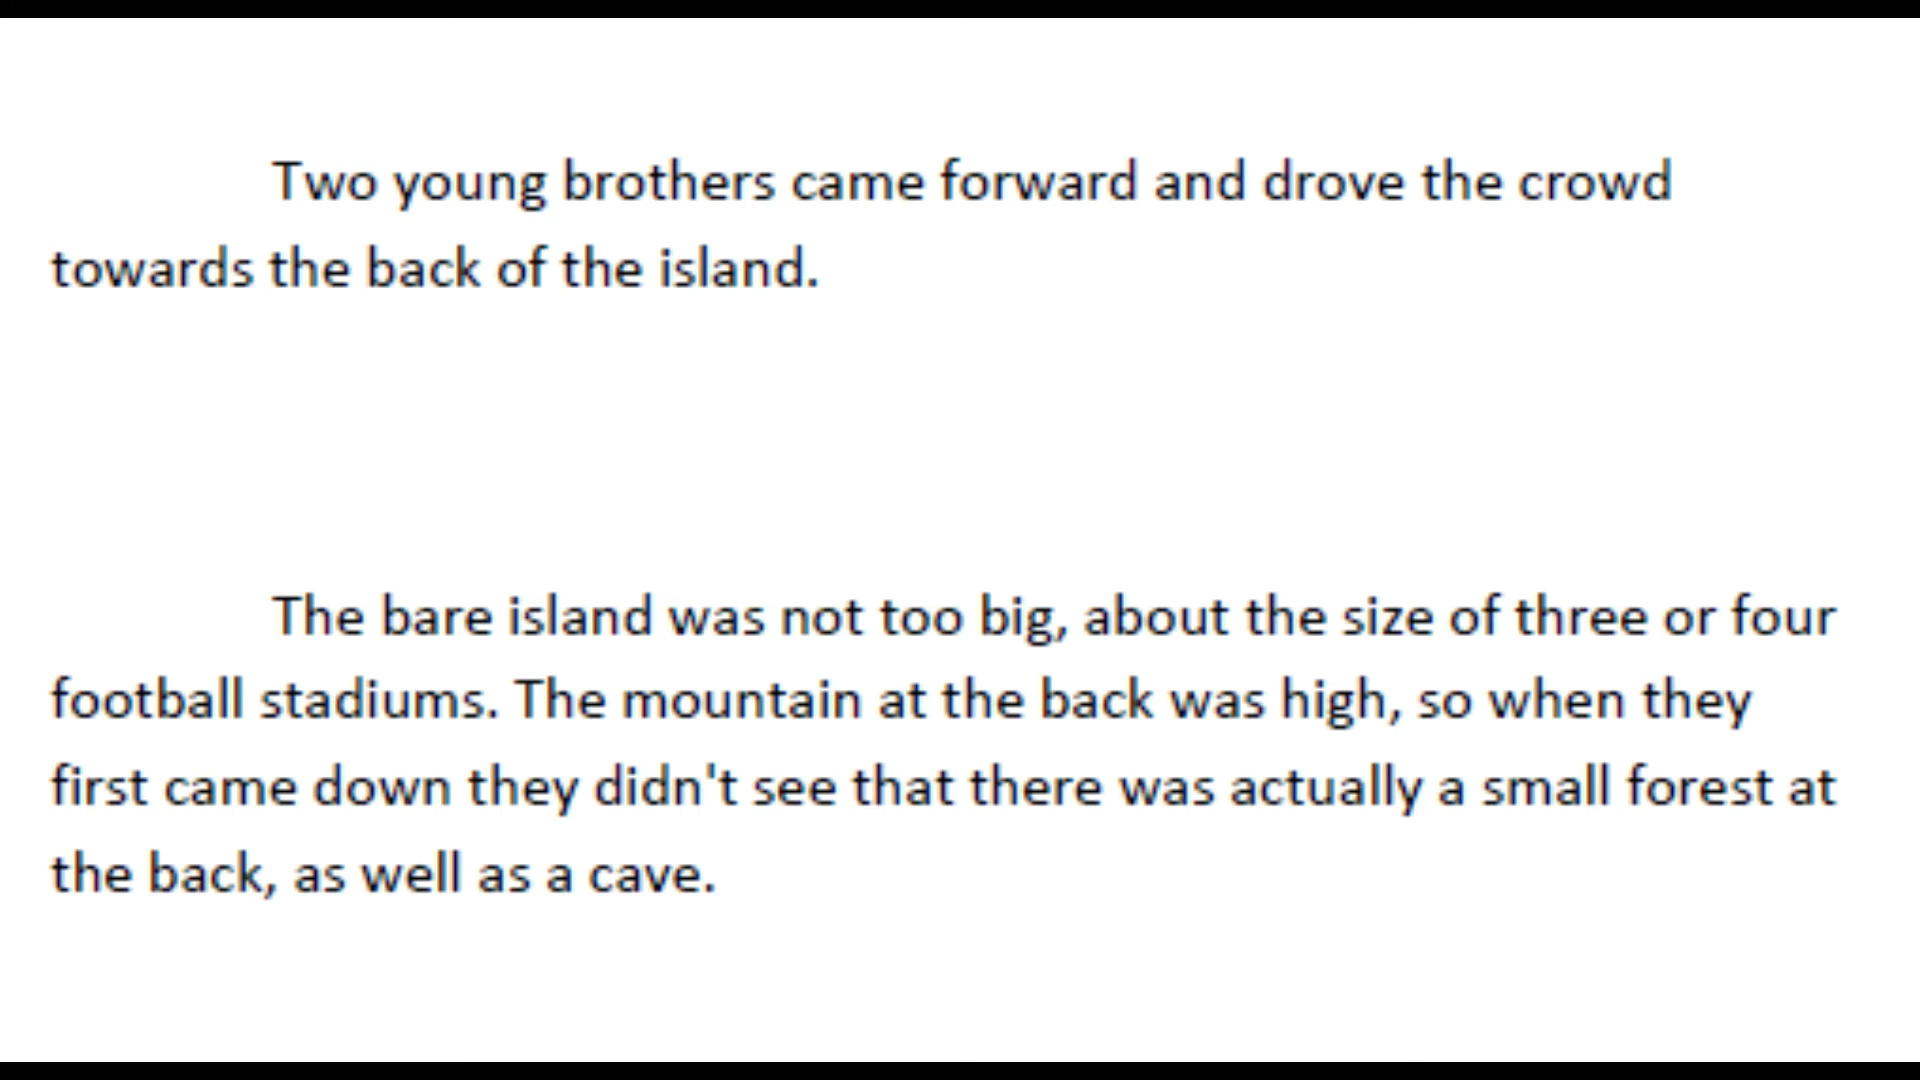 Two young brothers came forward and drove the crowd
towards the back of the island.
The bare island was not too big, about the size of three or four
football stadiums. The mountain at the back was high, so when they
first came down they didn't see that there was actually a small forest at
the back, as well as a cave.